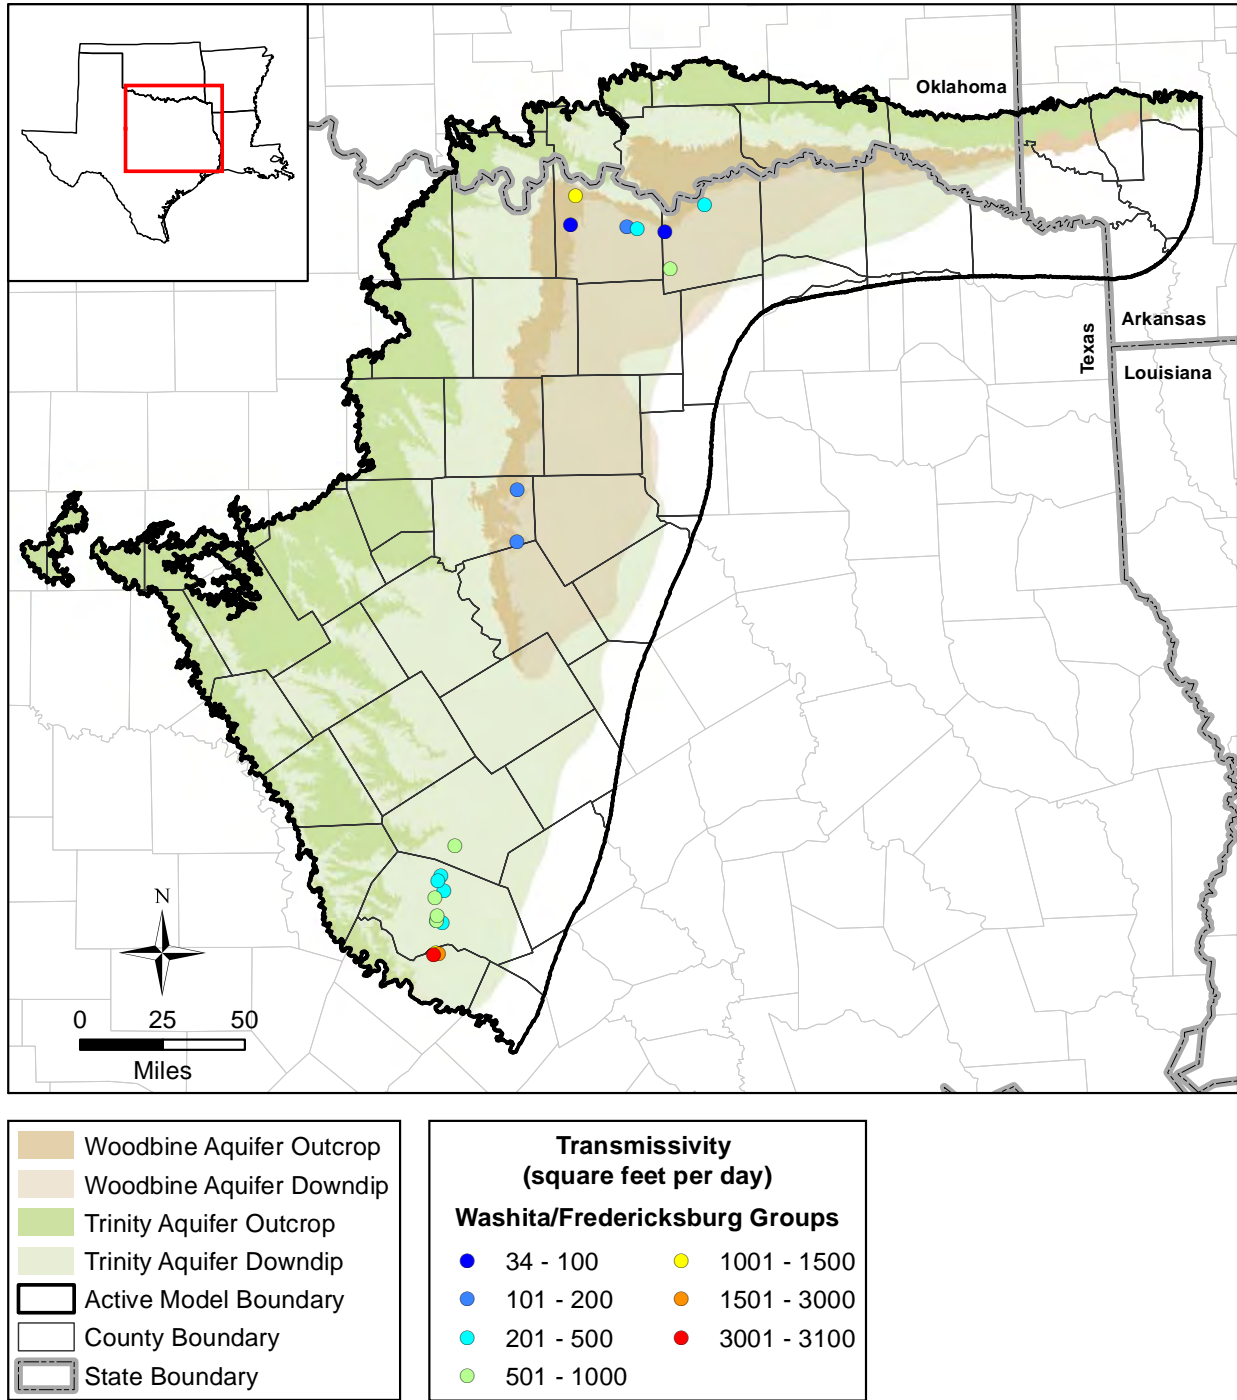 Oklahoma
Arkansas
Texas
Louisiana
N
0 25 50
Miles
Woodbine Aquifer Outcrop
Woodbine Aquifer Downdip
Trinity Aquifer Outcrop
Trinity Aquifer Downdip
Active Model Boundary
County Boundary
State Boundary
Transmissivity
(square feet per day)
Washita/Fredericksburg Groups
34 - 100
101 - 200
201 - 500
501 - 1000
1001 - 1500
1501 - 3000
3001 - 3100